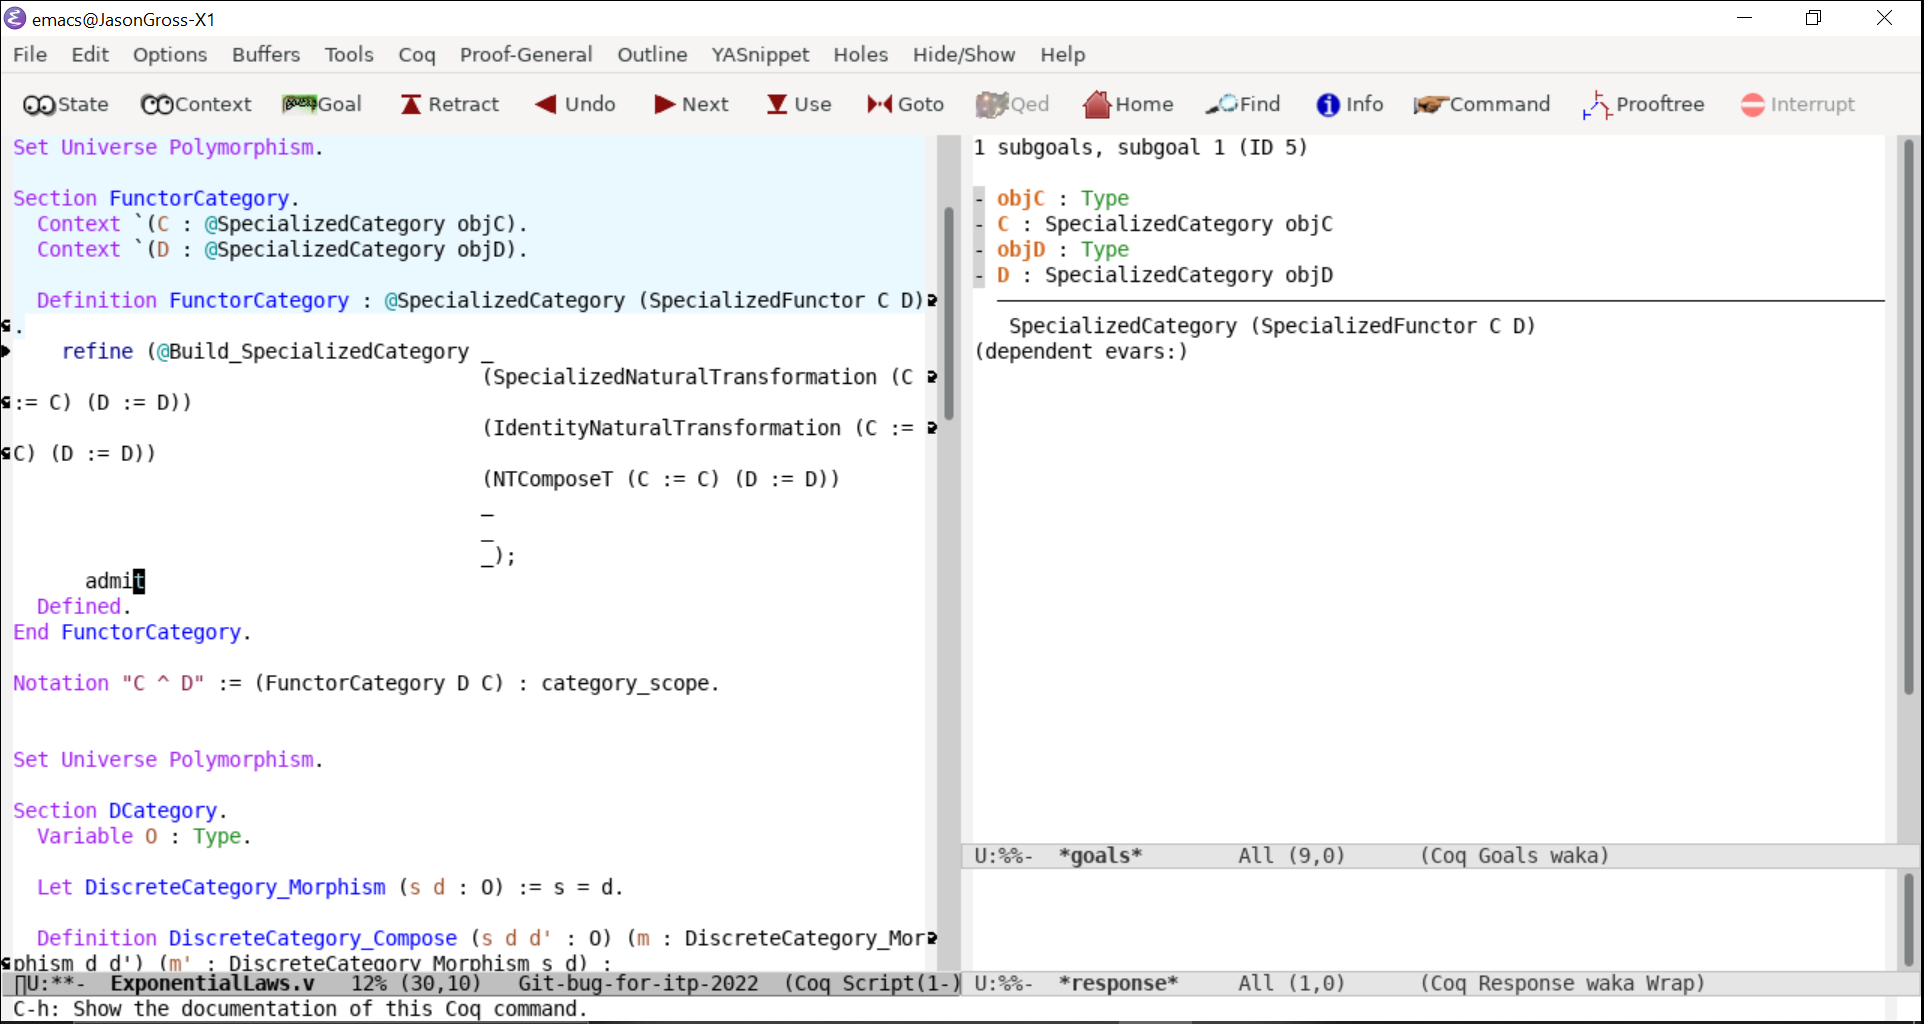 emacs@JasonGross-X1
File Edit Options Buffers Tools Coq Proof-General Outline YASnippet Holes Hide/Show Help
State Context Goal Retract Undo Next Use Goto Qed Home Find Info Command Prooftree Interrupt
Set Universe Polymorphism.
Section FunctorCategory.
Context `(C : @SpecializedCategory objC).
Context `(D : @SpecializedCategory objD).
Definition FunctorCategory : @SpecializedCategory (SpecializedFunctor C D)
.
refine (@Build_SpecializedCategory _
(SpecializedNaturalTransformation (C
:= C) (D := D))
(IdentityNaturalTransformation (C :=
C) (D := D))
(NTComposeT (C := C) (D := D))
_
_
_);
admit
Defined.
End FunctorCategory.
Notation "C ^ D" := (FunctorCategory D C) : category_scope.
Set Universe Polymorphism.
Section DCategory.
Variable O : Type.
Let DiscreteCategory_Morphism (s d : O) := s = d.
Definition DiscreteCategory_Compose (s d d' : O) (m : DiscreteCategory_Mor
phism d d') (m' : DiscreteCategory_Morphism s d) :
U:**- ExponentialLaws.v 12% (30,10) Git-bug-for-itp-2022 (Coq Script(1-)
C-h: Show the documentation of this Coq command.
1 subgoals, subgoal 1 (ID 5)
- objC : Type
- C : SpecializedCategory objC
- objD : Type
- D : SpecializedCategory objD
SpecializedCategory (SpecializedFunctor C D)
(dependent evars:)
U:%%- *goals* All (9,0) (Coq Goals waka)
U:%%- *response* All (1,0) (Coq Response waka Wrap)